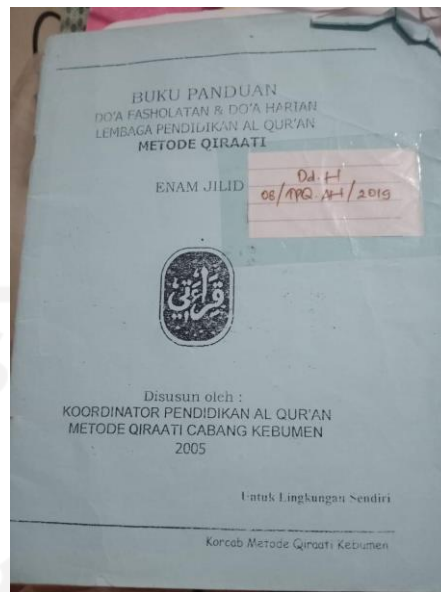 BUKU PANDUAN
DO'A FASHOLATAN & DO'A HARIAN
LEMBAGA PENDIDIKAN AL QUR'AN
METODE QIRAATI
ENAM JILID
Dd. H
06/TPQ. AH/2019
قراءتي
Disusun oleh :
KOORDINATOR PENDIDIKAN AL QUR'AN
METODE QIRAATI CABANG KEBUMEN
2005
Untuk Lingkungan Sendiri
Korcab Metode Qiraati Kebumen